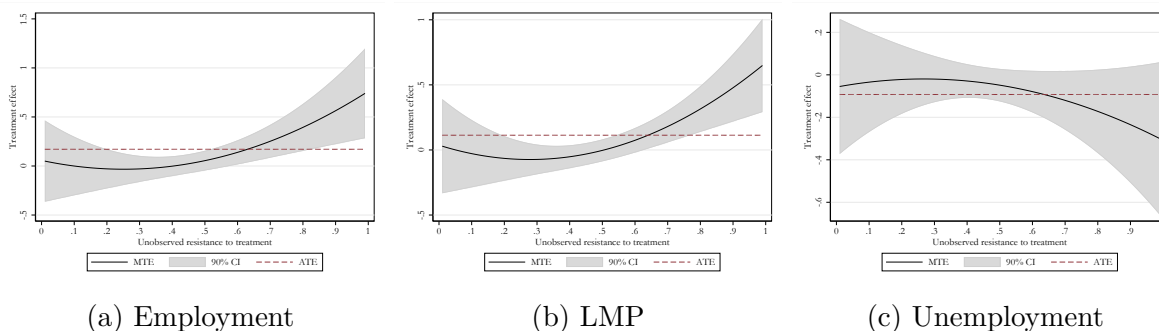 1.5
1
.5
0
-.5
Treatment effect
0 .1 .2 .3 .4 .5 .6 .7 .8 .9 1
Unobserved resistance to treatment
MTE 90% CI ATE
(a) Employment
1
.5
0
-.5
Treatment effect
0 .1 .2 .3 .4 .5 .6 .7 .8 .9 1
Unobserved resistance to treatment
MTE 90% CI ATE
(b) LMP
.2
0
-.2
-.4
-.6
Treatment effect
0 .1 .2 .3 .4 .5 .6 .7 .8 .9
Unobserved resistance to treatment
MTE 90% CI ATE
(c) Unemployment